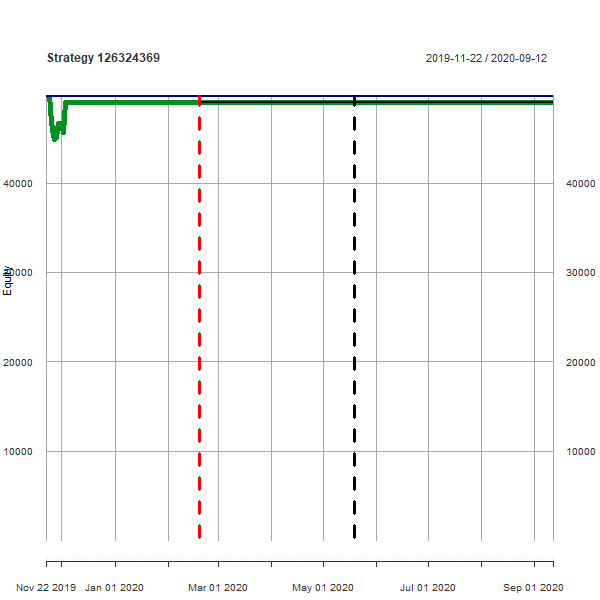 Strategy 126324369
2019-11-22 / 2020-09-12
40000
40000
Equity
30000
30000
20000
20000
10000
10000
Nov 22 2019
Jan 01 2020
Mar 01 2020
May 01 2020
Jul 01 2020
Sep 01 2020